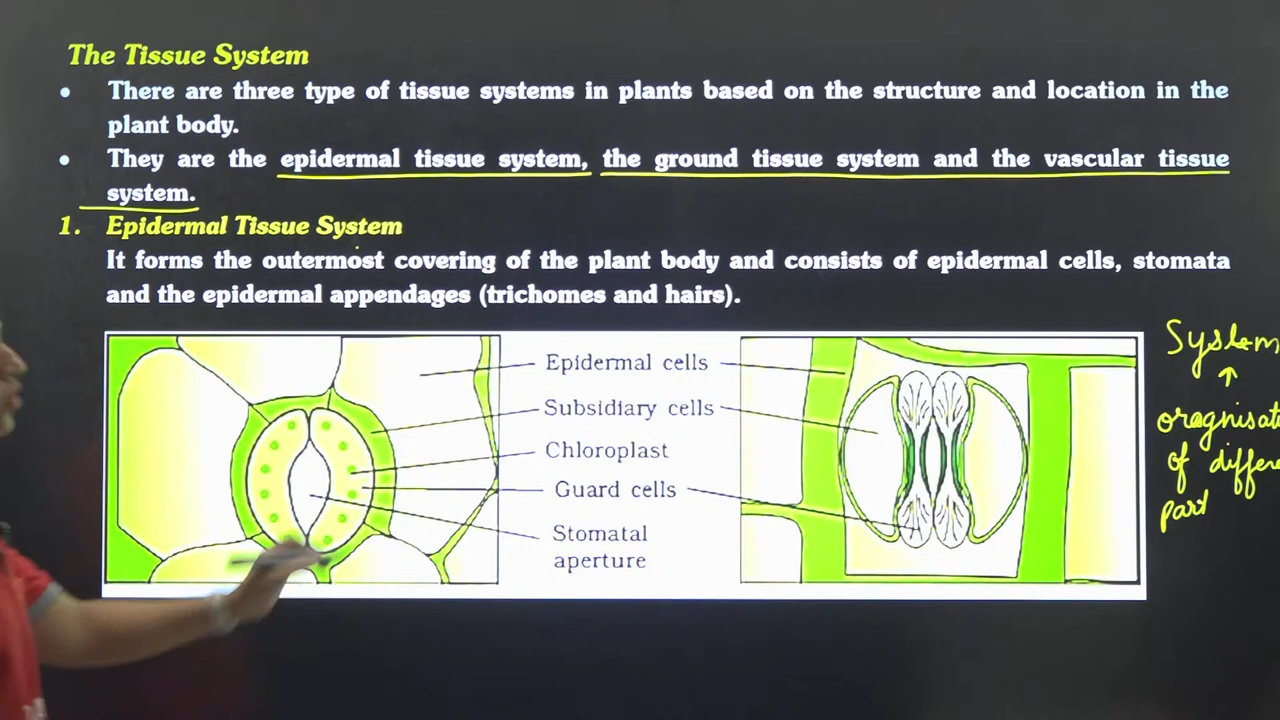 The Tissue System
• There are three type of tissue systems in plants based on the structure and location in the
plant body.
• They are the epidermal tissue system, the ground tissue system and the vascular tissue
system.
1. Epidermal Tissue System
It forms the outermost covering of the plant body and consists of epidermal cells, stomata
and the epidermal appendages (trichomes and hairs).
Epidermal cells
Subsidiary cells
Chloroplast
Guard cells
Stomatal
aperture
System
↑
of
part